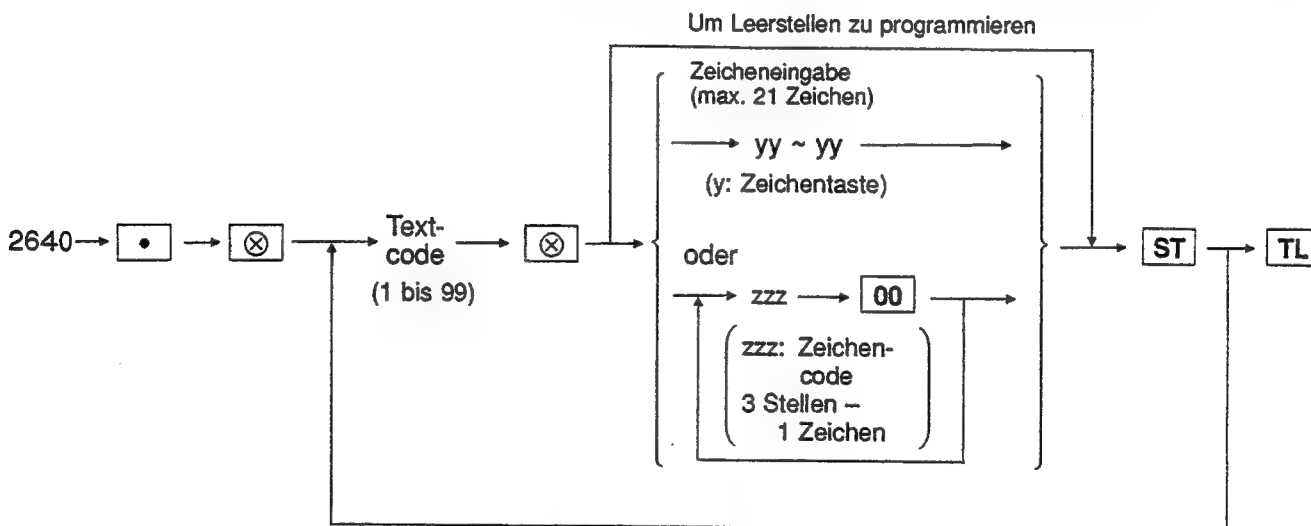 Um Leerstellen zu programmieren
Zeicheneingabe
(max. 21 Zeichen)
yy ~ yy
(y: Zeichentaste)
2640
•
⊗
Text-
code
(1 bis 99)
⊗
oder
zzz
00
zzz: Zeichen-
code
3 Stellen –
1 Zeichen
ST
TL